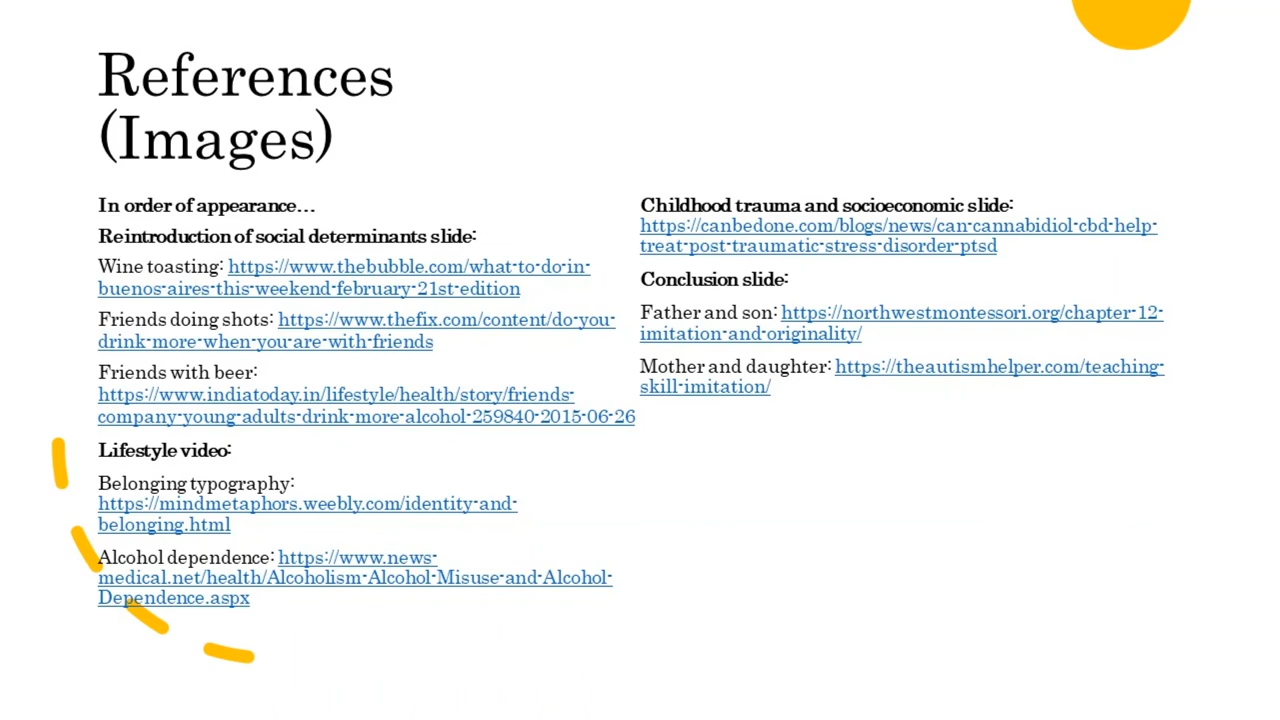 References
(Images)
In order of appearance…
Reintroduction of social determinants slide:
Wine toasting: https://www.thebubble.com/what-to-do-in-
buenos-aires-this-weekend-february-21st-edition
Friends doing shots: https://www.thefix.com/content/do-you-
drink-more-when-you-are-with-friends
Friends with beer:
https://www.indiatoday.in/lifestyle/health/story/friends-
company-young-adults-drink-more-alcohol-259840-2015-06-26
Lifestyle video:
Belonging typography:
https://mindmetaphors.weebly.com/identity-and-
belonging.html
Alcohol dependence: https://www.news-
medical.net/health/Alcoholism-Alcohol-Misuse-and-Alcohol-
Dependence.aspx
Childhood trauma and socioeconomic slide:
https://canbedone.com/blogs/news/can-cannabidiol-cbd-help-
treat-post-traumatic-stress-disorder-ptsd
Conclusion slide:
Father and son: https://northwestmontessori.org/chapter-12-
imitation-and-originality/
Mother and daughter: https://theautismhelper.com/teaching-
skill-imitation/